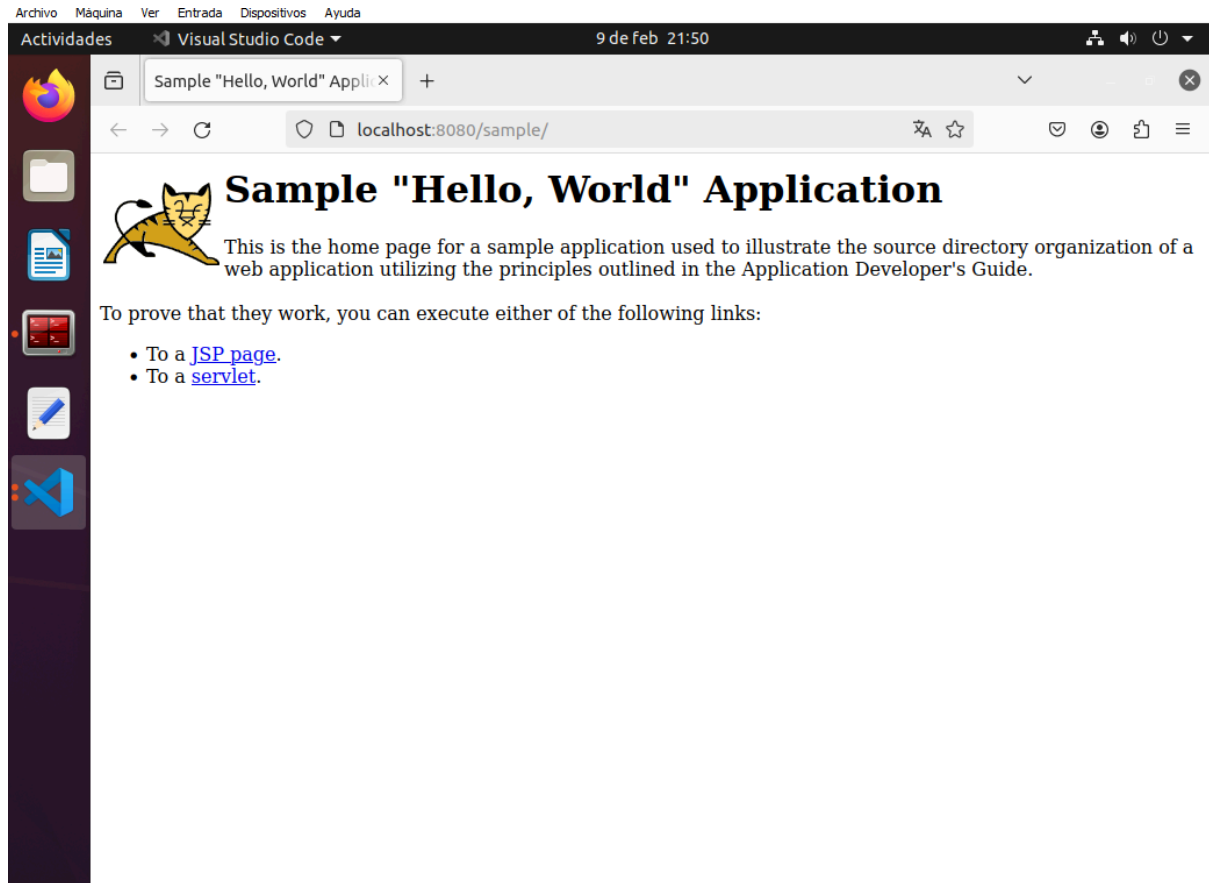 Archivo Máquina Ver Entrada Dispositivos Ayuda
Actividades Visual Studio Code 9 de feb 21:50
Sample "Hello, World" Applic
localhost:8080/sample/
Sample "Hello, World" Application
This is the home page for a sample application used to illustrate the source directory organization of a
web application utilizing the principles outlined in the Application Developer's Guide.
To prove that they work, you can execute either of the following links:
• To a JSP page.
• To a servlet.